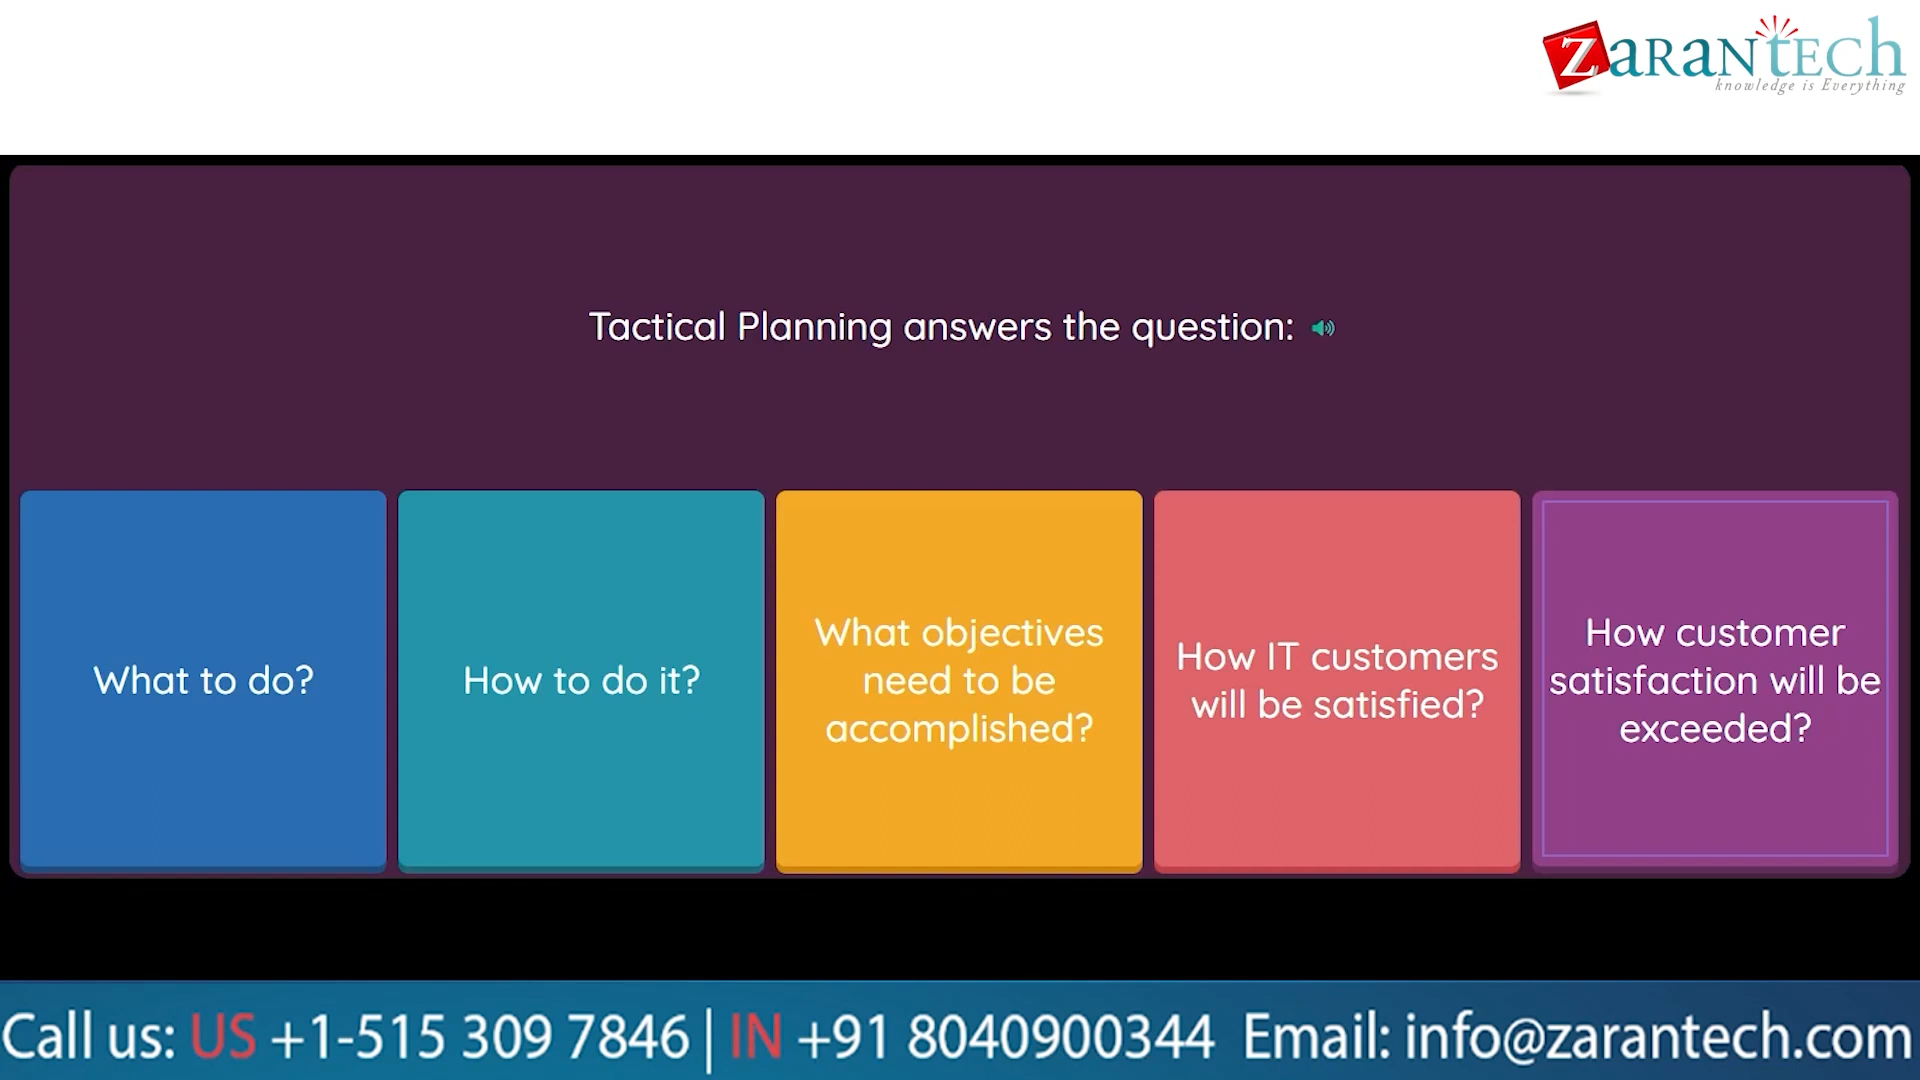 ZARANTECH
knowledge is Everything
Tactical Planning answers the question:
What to do?
How to do it?
What objectives
need to be
accomplished?
How IT customers
will be satisfied?
How customer
satisfaction will be
exceeded?
Call us: US +1-515 309 7846 | IN +91 8040900344 Email: info@zarantech.com